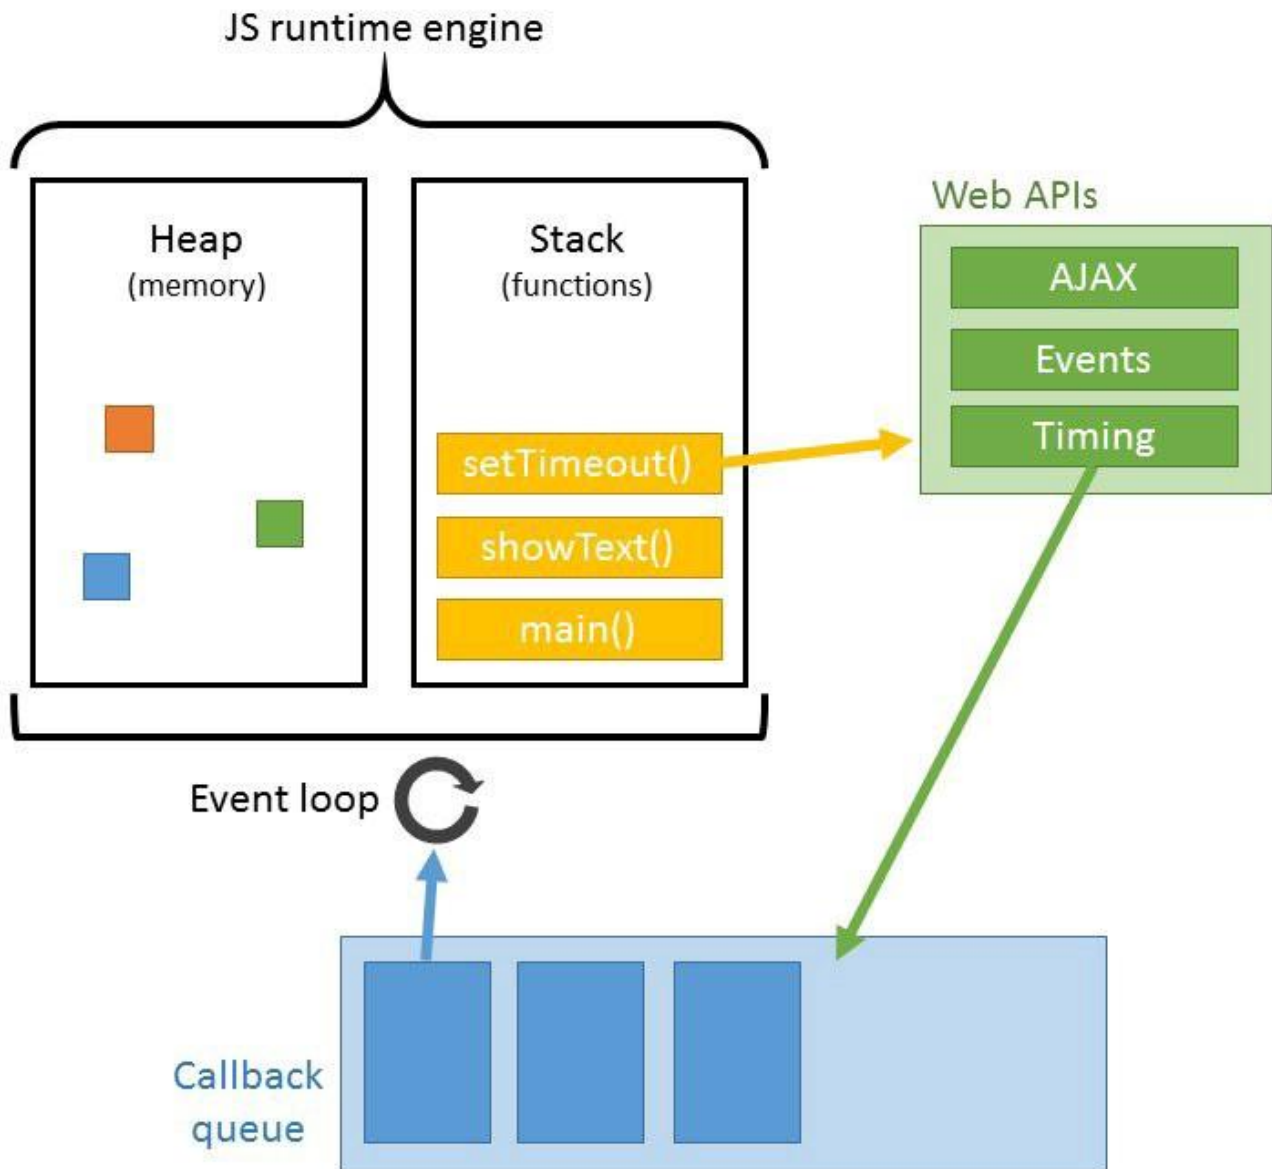 JS runtime engine
Heap
(memory)
Stack
(functions)
setTimeout()
showText()
main()
Web APIs
AJAX
Events
Timing
Event loop
Callback
queue